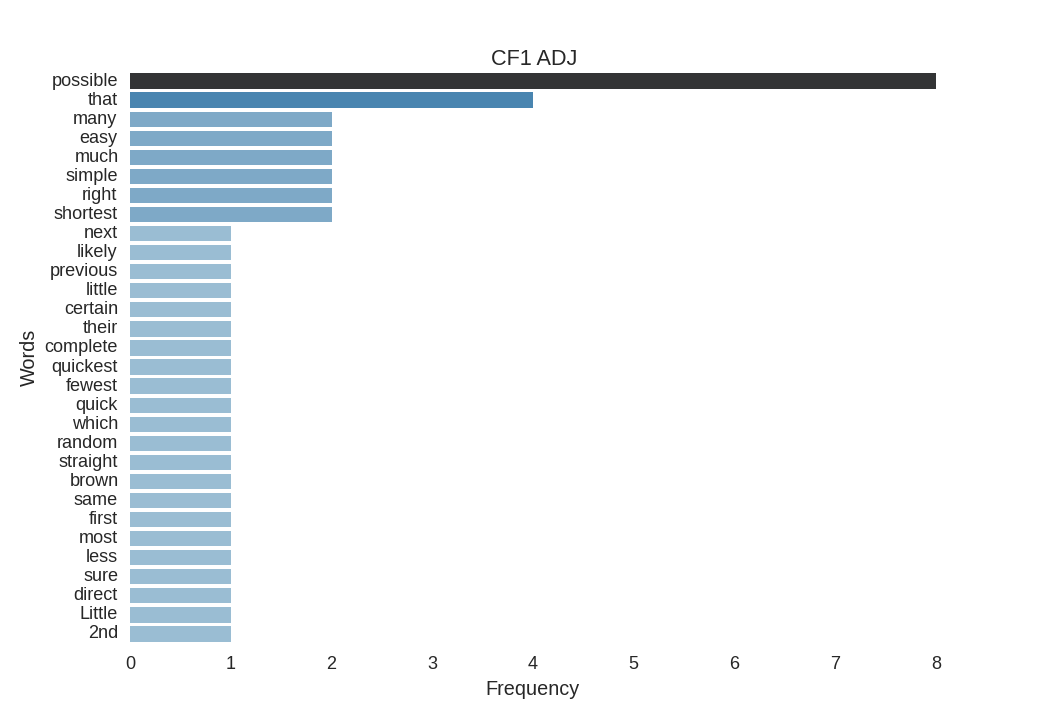 CF1 ADJ
possible
that
many
easy
much
simple
right
shortest
next
likely
previous
little
certain
their
complete
quickest
fewest
quick
which
random
straight
brown
same
first
most
less
sure
direct
Little
2nd
Words
0 1 2 3 4 5 6 7 8
Frequency